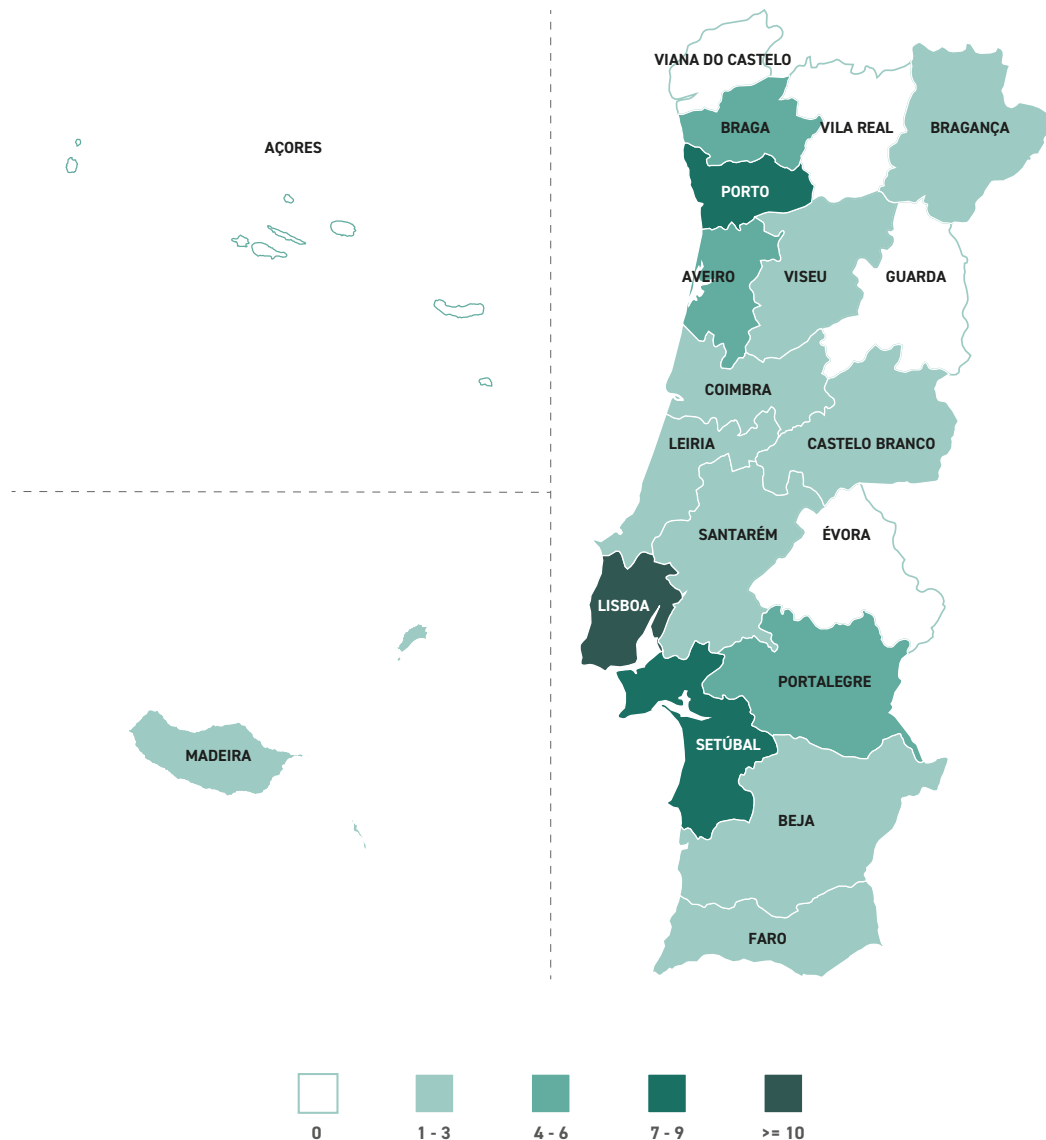 VIANA DO CASTELO
BRAGA
VILA REAL
BRAGANÇA
AÇORES
PORTO
AVEIRO
VISEU
GUARDA
COIMBRA
LEIRIA
CASTELO BRANCO
SANTARÉM
ÉVORA
LISBOA
PORTALEGRE
SETÚBAL
MADEIRA
BEJA
FARO
0
1 - 3
4 - 6
7 - 9
>= 10